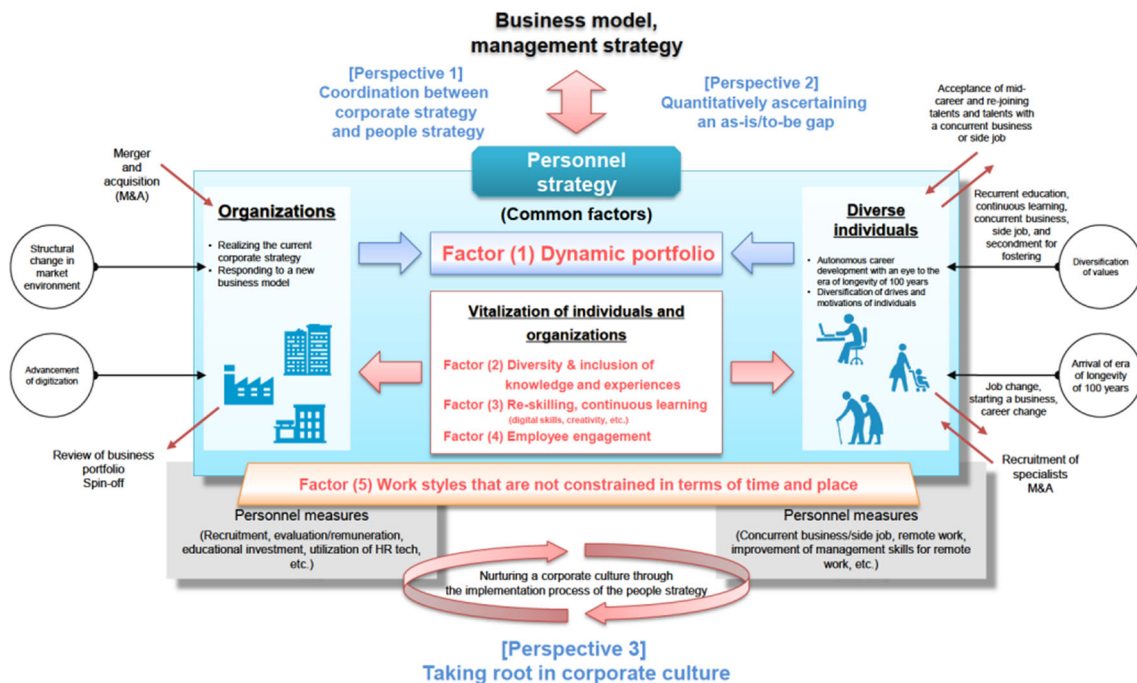 Business model,
management strategy
[Perspective 1]
Coordination between
corporate strategy
and people strategy
[Perspective 2]
Quantitatively ascertaining
an as-is/to-be gap
Acceptance of mid-
career and re-joining
talents and talents with
a concurrent business
or side job
Merger
and
acquisition
(M&A)
Personnel
strategy
(Common factors)
Organizations
• Realizing the current
corporate strategy
• Responding to a new
business model
Factor (1) Dynamic portfolio
Diverse
individuals
• Autonomous career
development with an eye to the
era of longevity of 100 years
• Diversification of drives and
motivations of individuals
Recurrent education,
continuous learning,
concurrent business,
side job, and
secondment for
fostering
Structural
change in
market
environment
Diversification
of values
Vitalization of individuals and
organizations
Factor (2) Diversity & inclusion of
knowledge and experiences
Factor (3) Re-skilling, continuous learning
(digital skills, creativity, etc.)
Factor (4) Employee engagement
Advancement
of digitization
Arrival of era
of longevity
of 100 years
Job change,
starting a business,
career change
Review of business
portfolio
Spin-off
Recruitment of
specialists
M&A
Factor (5) Work styles that are not constrained in terms of time and place
Personnel measures
(Recruitment, evaluation/remuneration,
educational investment, utilization of HR tech,
etc.)
Personnel measures
(Concurrent business/side job, remote work,
improvement of management skills for remote
work, etc.)
Nurturing a corporate culture through
the implementation process of the people strategy
[Perspective 3]
Taking root in corporate culture